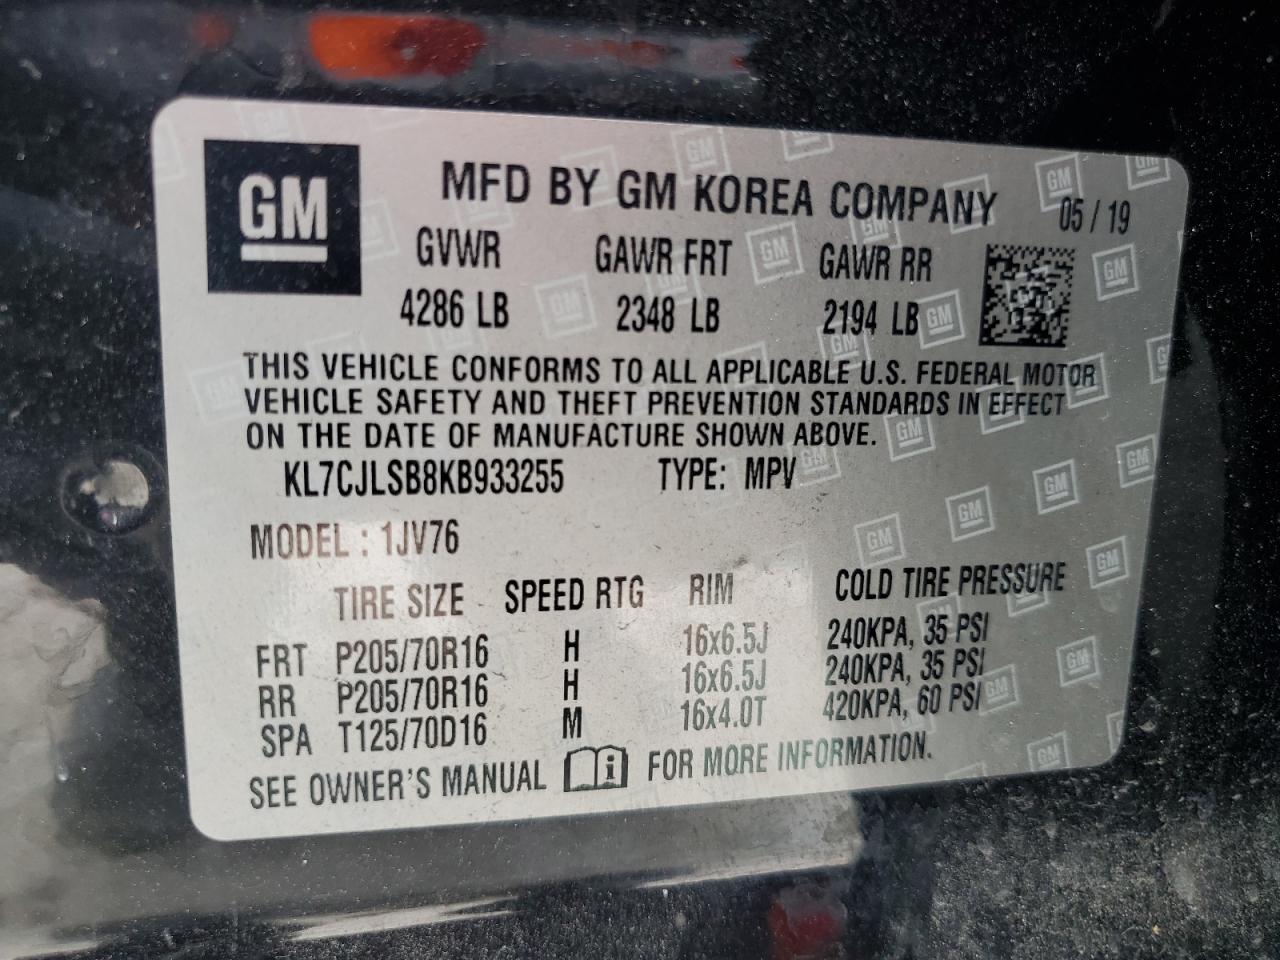 GM
MFD BY GM KOREA COMPANY 05 / 19
GVWR GAWR FRT GAWR RR
4286 LB 2348 LB 2194 LB
THIS VEHICLE CONFORMS TO ALL APPLICABLE U.S. FEDERAL MOTOR
VEHICLE SAFETY AND THEFT PREVENTION STANDARDS IN EFFECT
ON THE DATE OF MANUFACTURE SHOWN ABOVE.
KL7CJLSB8KB933255 TYPE: MPV
MODEL : 1JV76
TIRE SIZE SPEED RTG RIM COLD TIRE PRESSURE
FRT P205/70R16 H 16x6.5J 240KPA, 35 PSI
RR P205/70R16 H 16x6.5J 240KPA, 35 PSI
SPA T125/70D16 M 16x4.0T 420KPA, 60 PSI
SEE OWNER'S MANUAL i FOR MORE INFORMATION.